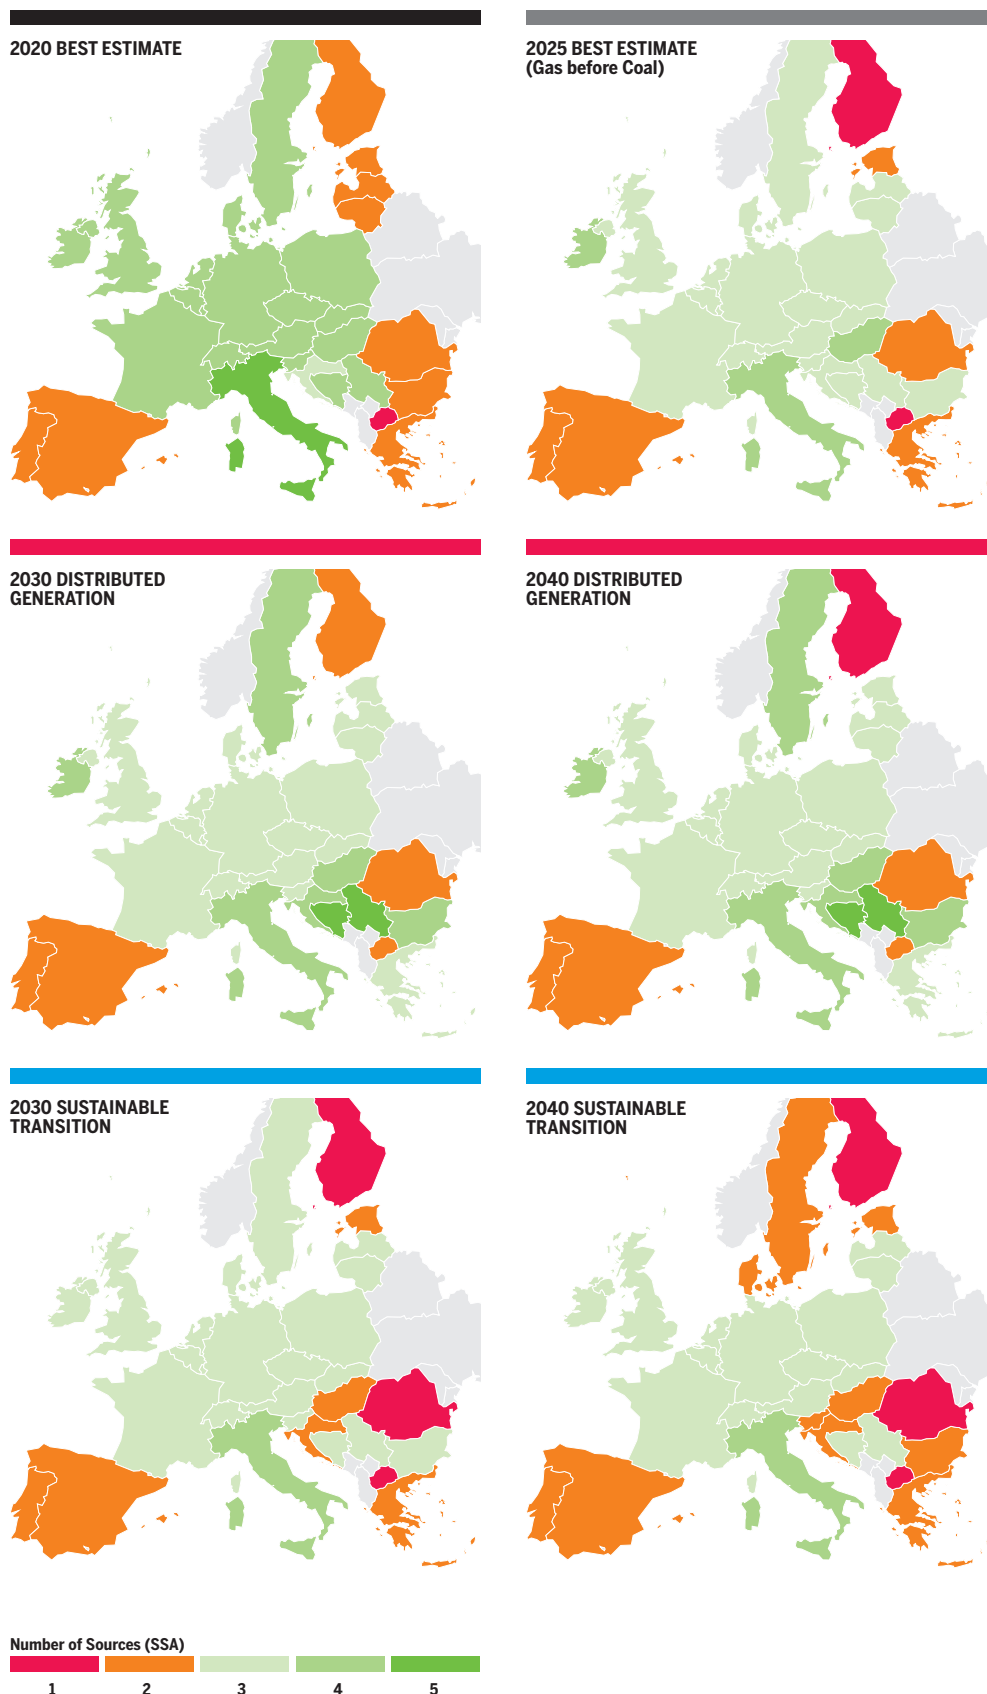 2020 BEST ESTIMATE
2025 BEST ESTIMATE
(Gas before Coal)
2030 DISTRIBUTED
GENERATION
2040 DISTRIBUTED
GENERATION
2030 SUSTAINABLE
TRANSITION
2040 SUSTAINABLE
TRANSITION
Number of Sources (SSA)
1 2 3 4 5